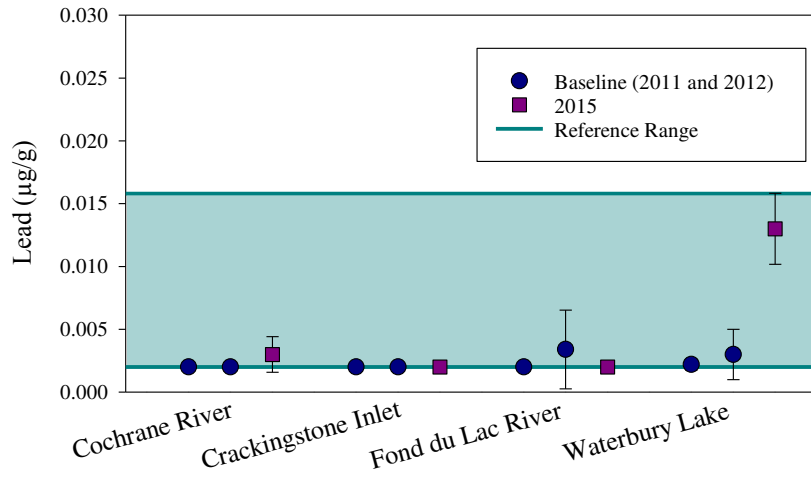 0.030
0.025
0.020
0.015
0.010
0.005
0.000
Lead (µg/g)
Baseline (2011 and 2012)
2015
Reference Range
Cochrane River
Crackingstone Inlet
Fond du Lac River
Waterbury Lake